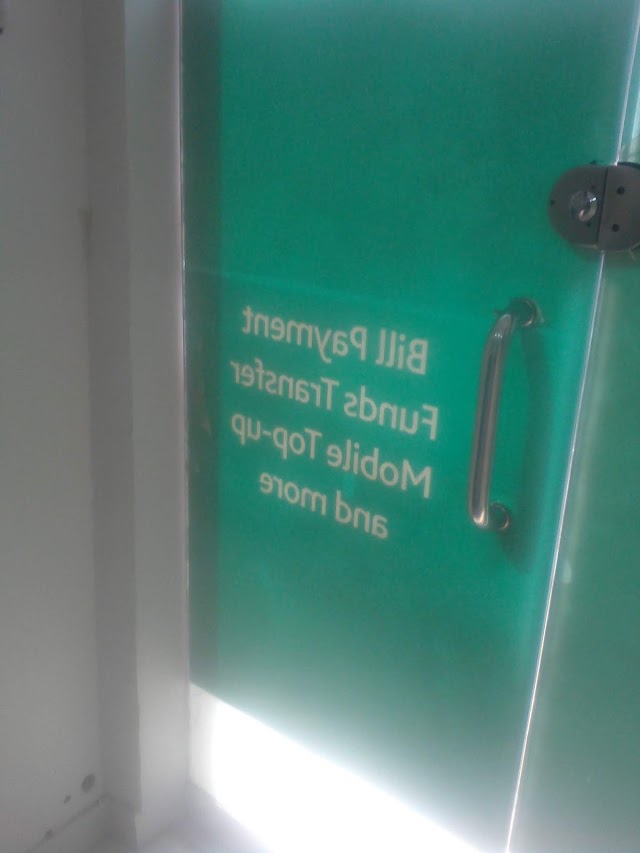 Bill Payment
Funds Transfer
Mobile Top-up
and more